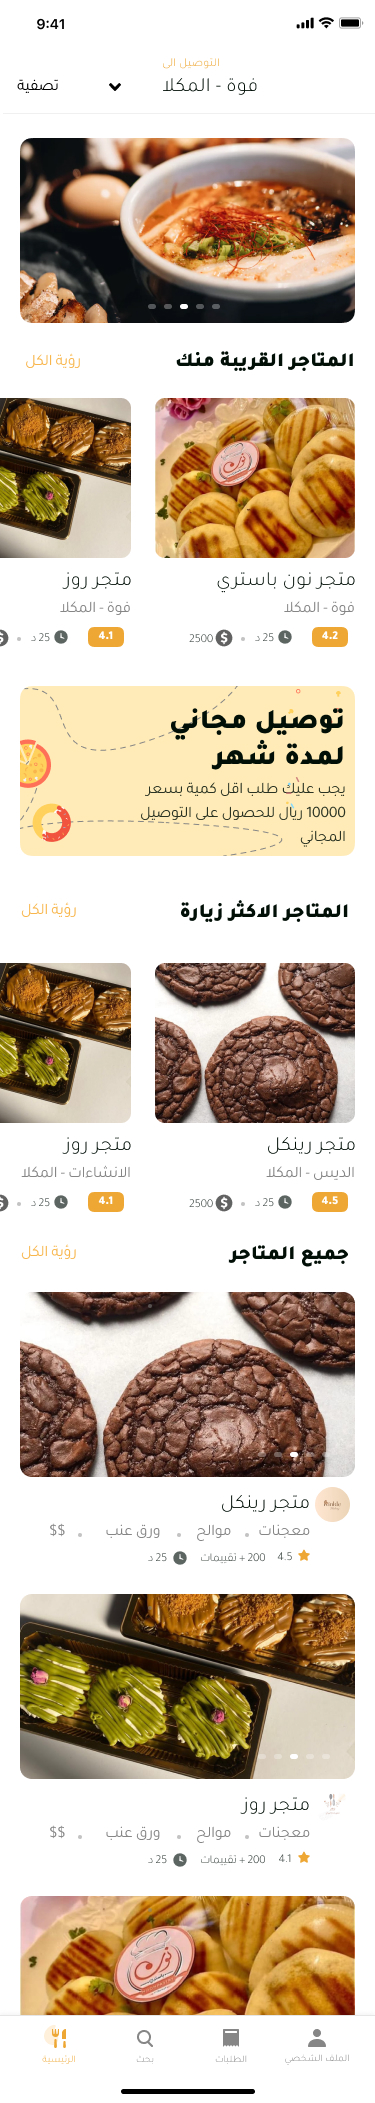 9:41
التوصيل الى
فوة - المكلا
تصفية
المتاجر القريبة منك
رؤية الكل
متجر نون باستري
متجر روز
فوة - المكلا
فوة - المكلا
4.2
25 د
2500
4.1
25 د
توصيل مجاني
لمدة شهر
يجب عليك طلب اقل كمية بسعر
10000 ريال للحصول على التوصيل
المجاني
المتاجر الاكثر زيارة
رؤية الكل
متجر رينكل
متجر روز
الديس - المكلا
الانشاءات - المكلا
4.5
25 د
2500
4.1
25 د
جميع المتاجر
رؤية الكل
متجر رينكل
معجنات
موالح
ورق عنب
$$
4.5
200 + تقييمات
25 د
متجر روز
معجنات
موالح
ورق عنب
$$
4.1
200 + تقييمات
25 د
نون
الملف الشخصي
الطلبات
بحث
الرئيسية